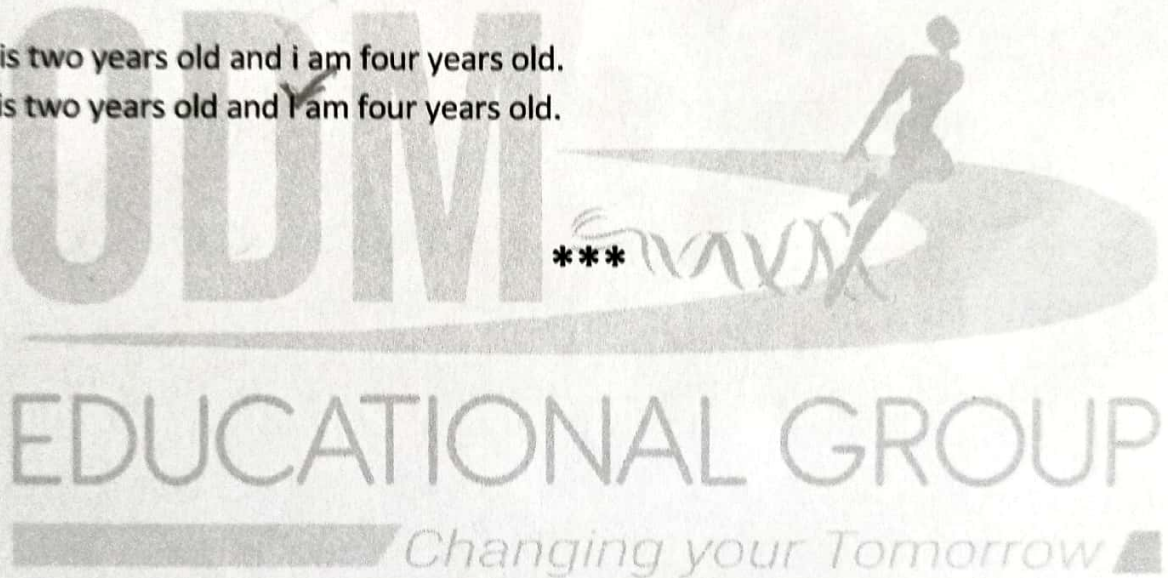 is two years old and i am four years old.
is two years old and I am four years old.
ODM
***
EDUCATIONAL GROUP
Changing your Tomorrow